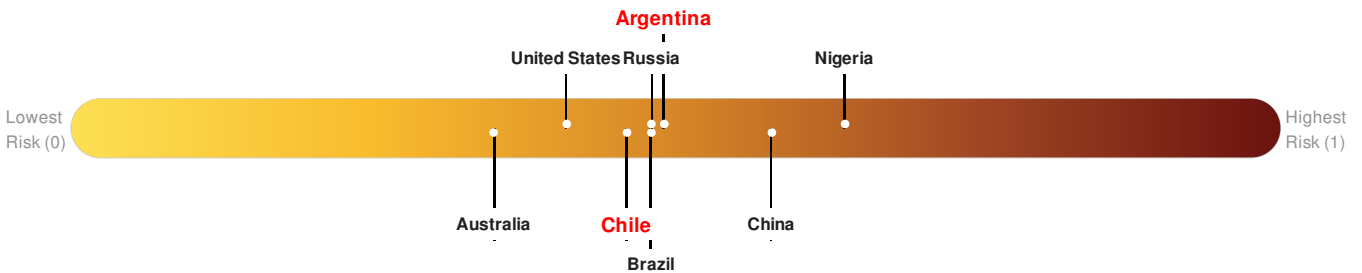 Argentina
United States Russia Nigeria
Lowest
Risk (0)
Highest
Risk (1)
Australia Chile China
Brazil